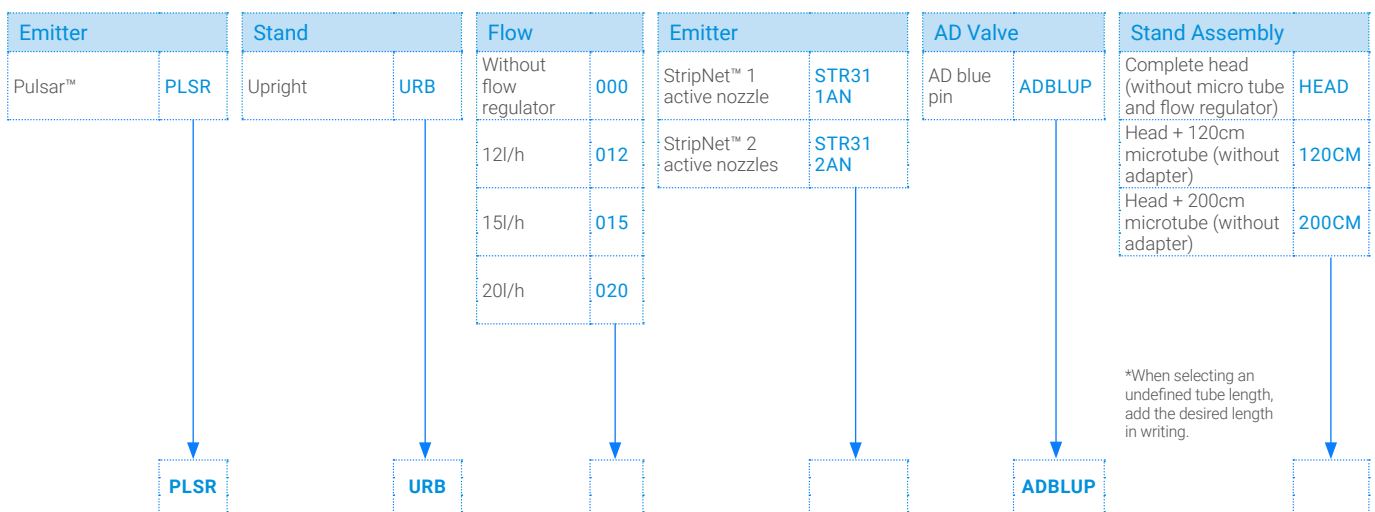 Emitter
Stand
Flow
Emitter
AD Valve
Stand Assembly
Pulsar™
PLSR
Upright
URB
Without
flow
regulator
000
StripNet™ 1
active nozzle
STR31
1AN
AD blue
pin
ADBLUP
Complete head
(without micro tube
and flow regulator)
HEAD
12l/h
012
StripNet™ 2
active nozzles
STR31
2AN
Head + 120cm
microtube (without
adapter)
120CM
15l/h
015
Head + 200cm
microtube (without
adapter)
200CM
20l/h
020
*When selecting an
undefined tube length,
add the desired length
in writing.
PLSR
URB
ADBLUP